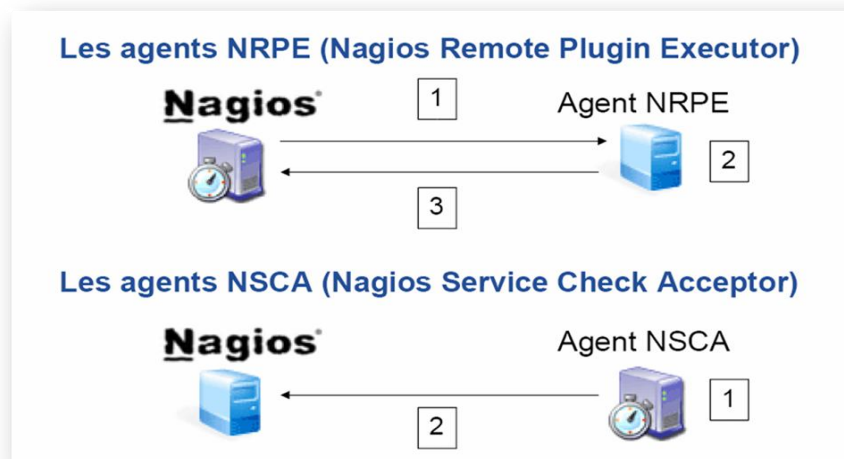 Les agents NRPE (Nagios Remote Plugin Executor)
Nagios®
1
Agent NRPE
2
3
Les agents NSCA (Nagios Service Check Acceptor)
Nagios®
Agent NSCA
1
2